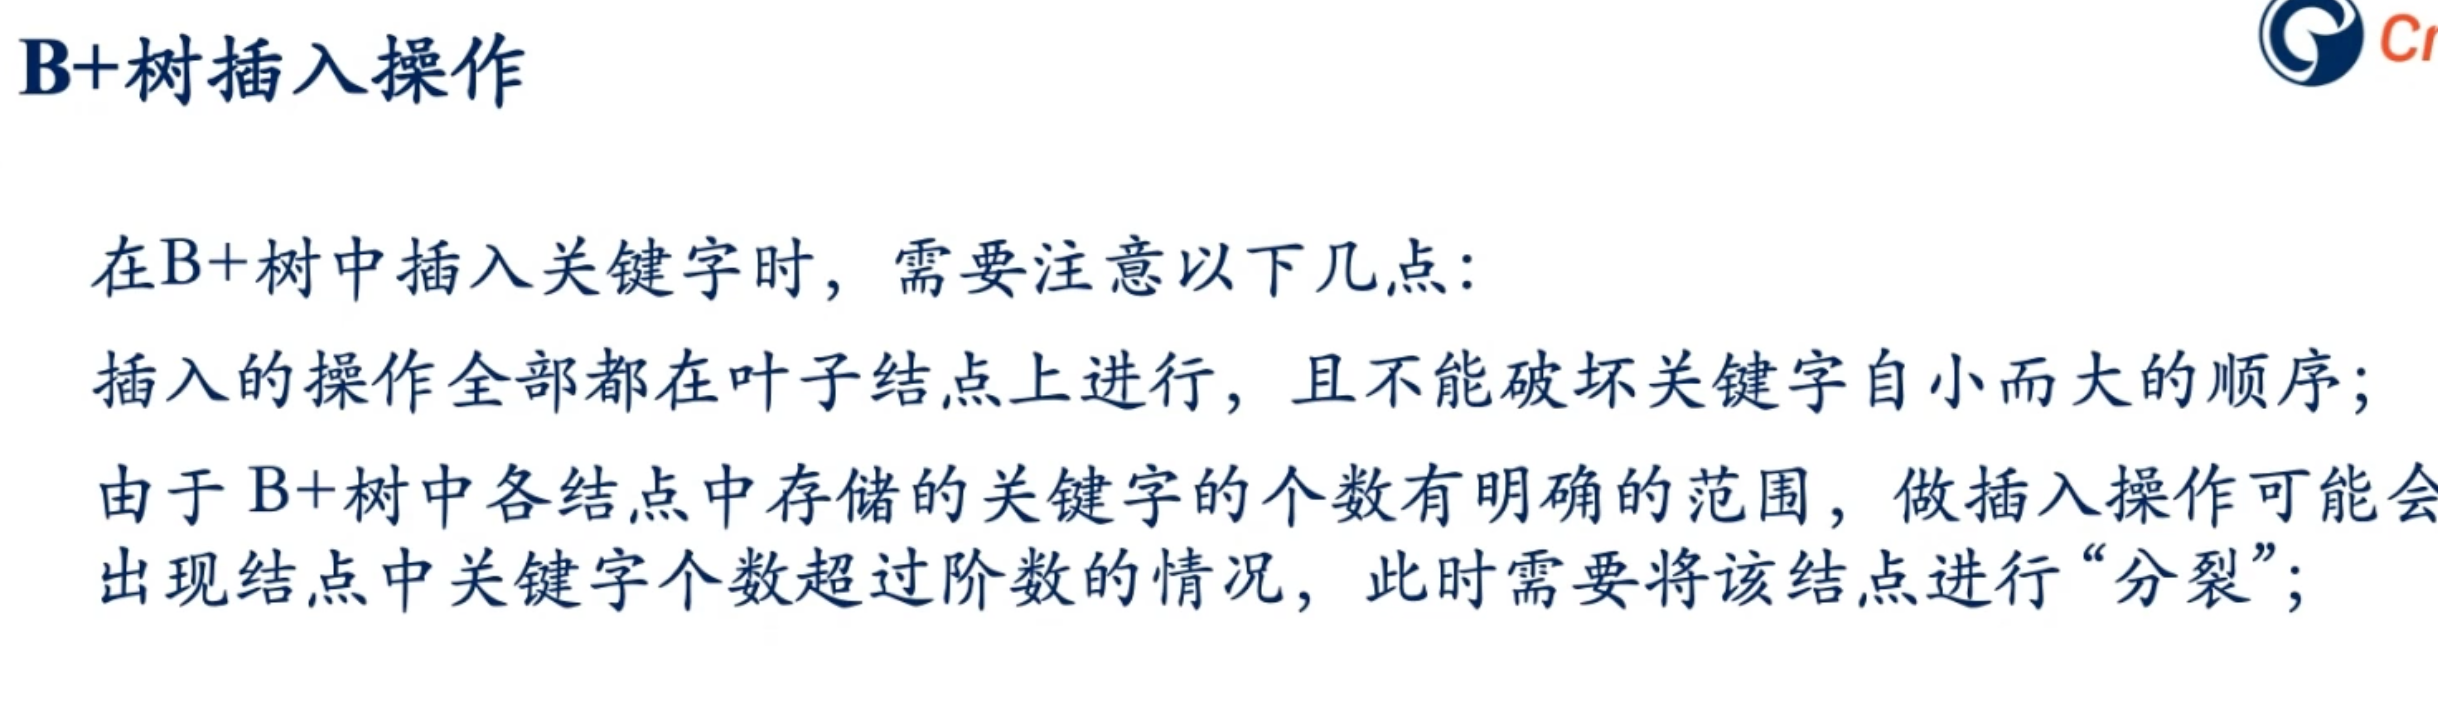 B+树插入操作
Cr
在B+树中插入关键字时，需要注意以下几点：
插入的操作全部都在叶子结点上进行，且不能破坏关键字自小而大的顺序；
由于 B+树中各结点中存储的关键字的个数有明确的范围，做插入操作可能会
出现结点中关键字个数超过阶数的情况，此时需要将该结点进行“分裂”；